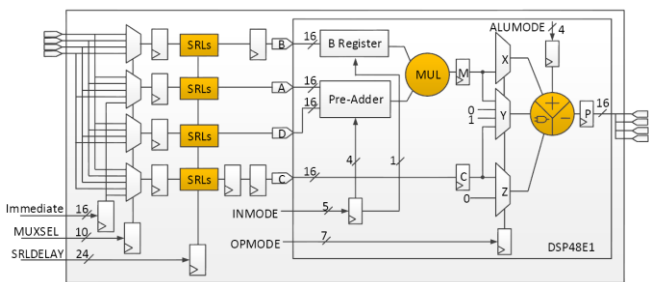 ALUMODE 4
16 B 16 B Register
SRLs
X
MUL M
A 16
SRLs
Pre-Adder
16
0
1
Y
P 16
D
SRLs
4 1
C 16
SRLs
C
Z
0
Immediate 16
INMODE 5
MUXSEL 10
OPMODE 7
SRLDELAY 24
DSP48E1